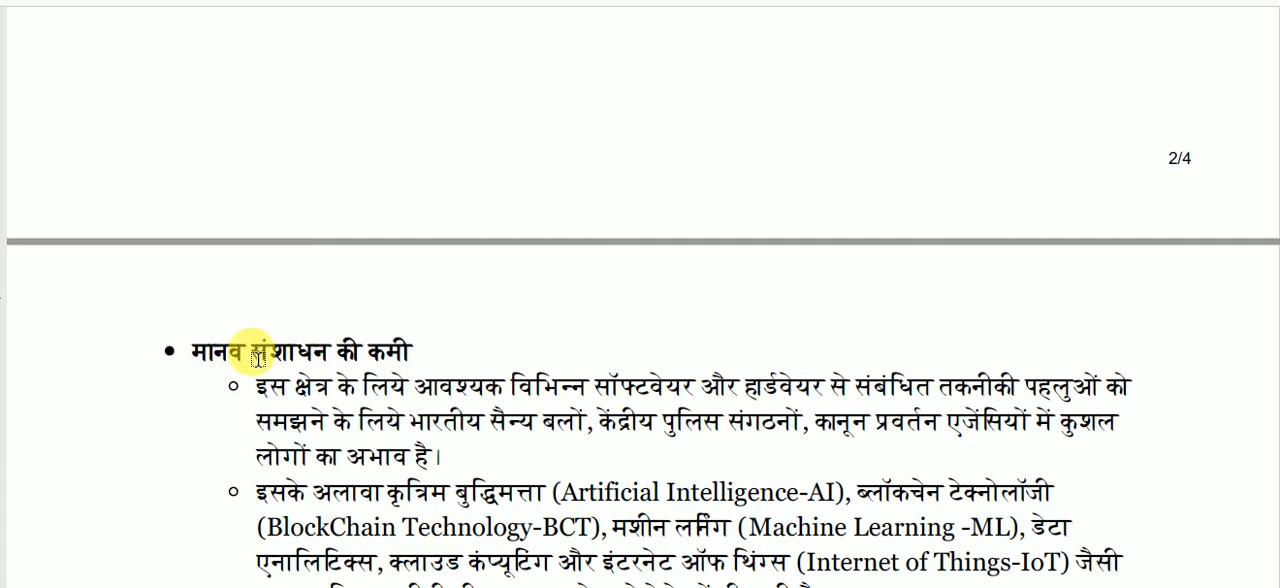 2/4
• मानव संशाधन की कमी
○ इस क्षेत्र के लिये आवश्यक विभिन्न सॉफ्टवेयर और हार्डवेयर से संबंधित तकनीकी पहलुओं को
समझने के लिये भारतीय सैन्य बलों, केंद्रीय पुलिस संगठनों, कानून प्रवर्तन एजेंसियों में कुशल
लोगों का अभाव है।
○ इसके अलावा कृत्रिम बुद्धिमत्ता (Artificial Intelligence-AI), ब्लॉकचेन टेक्नोलॉजी
(BlockChain Technology-BCT), मशीन लर्निंग (Machine Learning -ML), डेटा
एनालिटिक्स, क्लाउड कंप्यूटिंग और इंटरनेट ऑफ थिंग्स (Internet of Things-IoT) जैसी